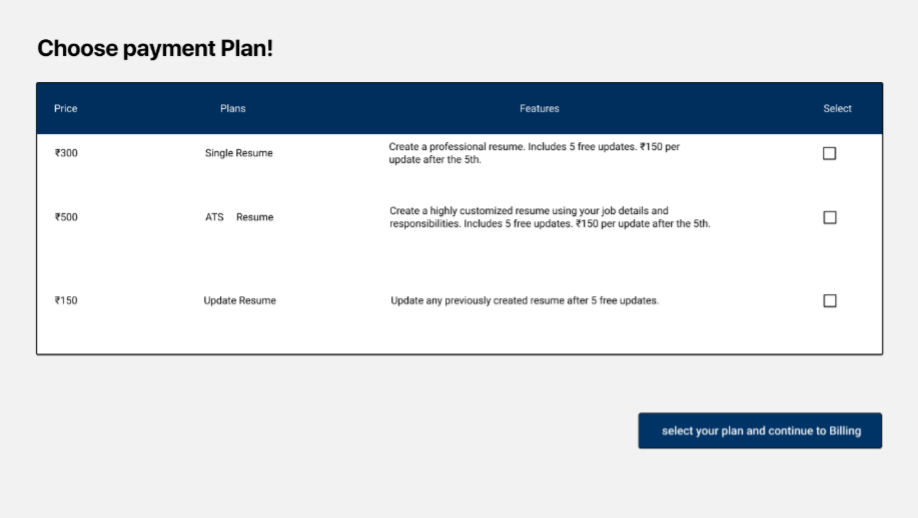 Choose payment Plan!
Price Plans Features Select
₹300 Single Resume Create a professional resume. Includes 5 free updates. ₹150 per
update after the 5th.
₹500 ATS Resume Create a highly customized resume using your job details and
responsibilities. Includes 5 free updates. ₹150 per update after the 5th.
₹150 Update Resume Update any previously created resume after 5 free updates.
select your plan and continue to Billing